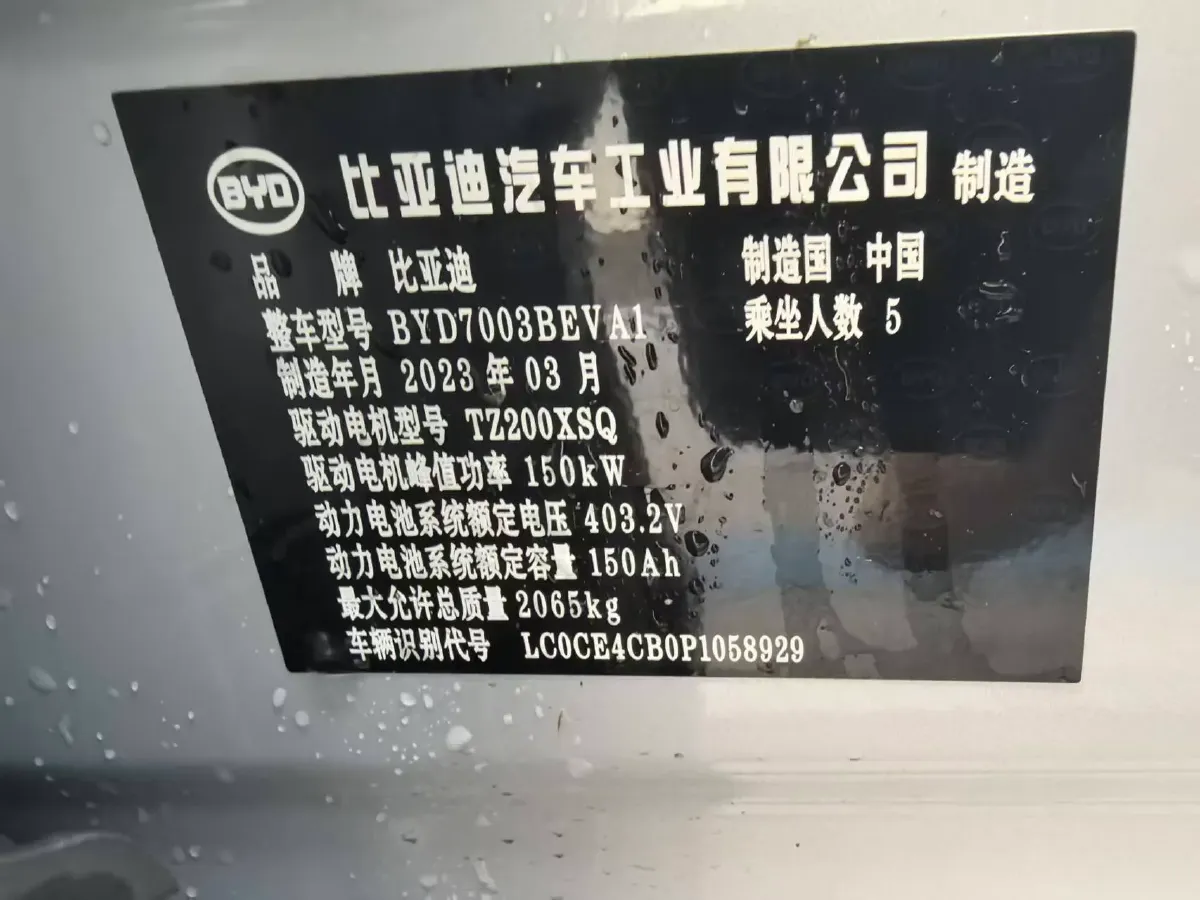 BYD 比亚迪汽车工业有限公司 制造
品牌 比亚迪 制造国 中国
整车型号 BYD7003BEVA1 乘坐人数 5
制造年月 2023 年 03 月
驱动电机型号 TZ200XSQ
驱动电机峰值功率 150kW
动力电池系统额定电压 403.2V
动力电池系统额定容量 150Ah
最大允许总质量 2065kg
车辆识别代号 LC0CE4CB0P1058929